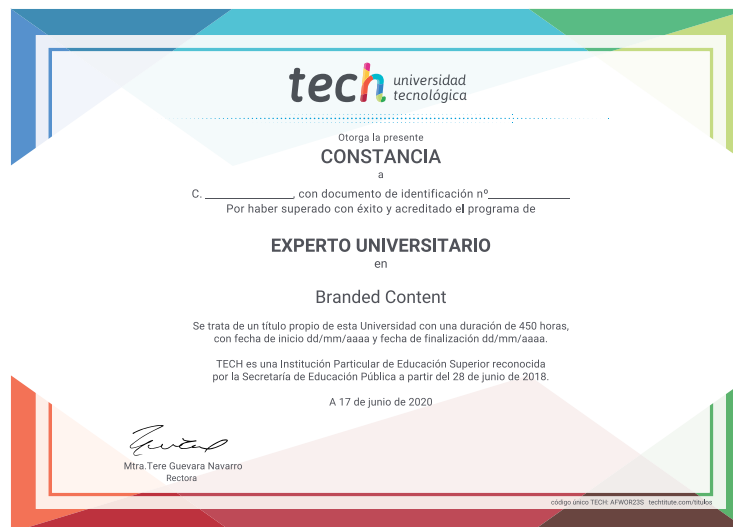 tech universidad
tecnológica
Otorga la presente
CONSTANCIA
a
C. ________________, con documento de identificación nº_______________
Por haber superado con éxito y acreditado el programa de
EXPERTO UNIVERSITARIO
en
Branded Content
Se trata de un título propio de esta Universidad con una duración de 450 horas,
con fecha de inicio dd/mm/aaaa y fecha de finalización dd/mm/aaaa.
TECH es una Institución Particular de Educación Superior reconocida
por la Secretaría de Educación Pública a partir del 28 de junio de 2018.
A 17 de junio de 2020
Mtra.Tere Guevara Navarro
Rectora
código único TECH: AFWOR23S techtitute.com/titulos